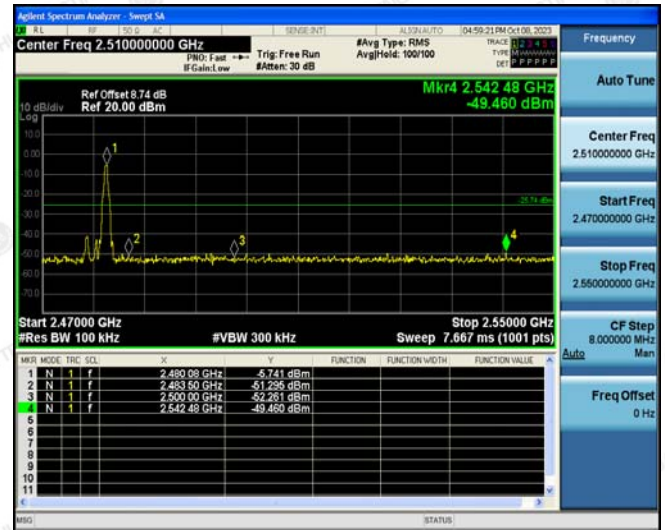 Agilent Spectrum Analyzer - Swept SA
RL RF 50 Ω AC SENSE:INT ALIGNAUTO 04:59:21 PM Oct 08, 2023
Center Freq 2.510000000 GHz
PNO: Fast
IFGain:Low
Trig: Free Run
#Atten: 30 dB
#Avg Type: RMS
Avg|Hold: 100/100
TRACE 1 2 3 4 5 6
TYPE
DET P P P P P P
Ref Offset 8.74 dB
Ref 20.00 dBm
10 dB/div
Log
Mkr4 2.542 48 GHz
-49.460 dBm
10.0
0.00
-10.0
-20.0
-30.0
-40.0
-50.0
-60.0
-70.0
1
2
3
4
-25.74 dBm
Start 2.47000 GHz Stop 2.55000 GHz
#Res BW 100 kHz #VBW 300 kHz Sweep 7.667 ms (1001 pts)
MKR MODE TRC SCL X Y FUNCTION FUNCTION WIDTH FUNCTION VALUE
1 N 1 f 2.480 08 GHz -5.741 dBm
2 N 1 f 2.483 50 GHz -51.295 dBm
3 N 1 f 2.500 00 GHz -52.261 dBm
4 N 1 f 2.542 48 GHz -49.460 dBm
5
6
7
8
9
10
11
MSG STATUS
Frequency
Auto Tune
Center Freq
2.510000000 GHz
Start Freq
2.470000000 GHz
Stop Freq
2.550000000 GHz
CF Step
8.000000 MHz
Auto Man
Freq Offset
0 Hz